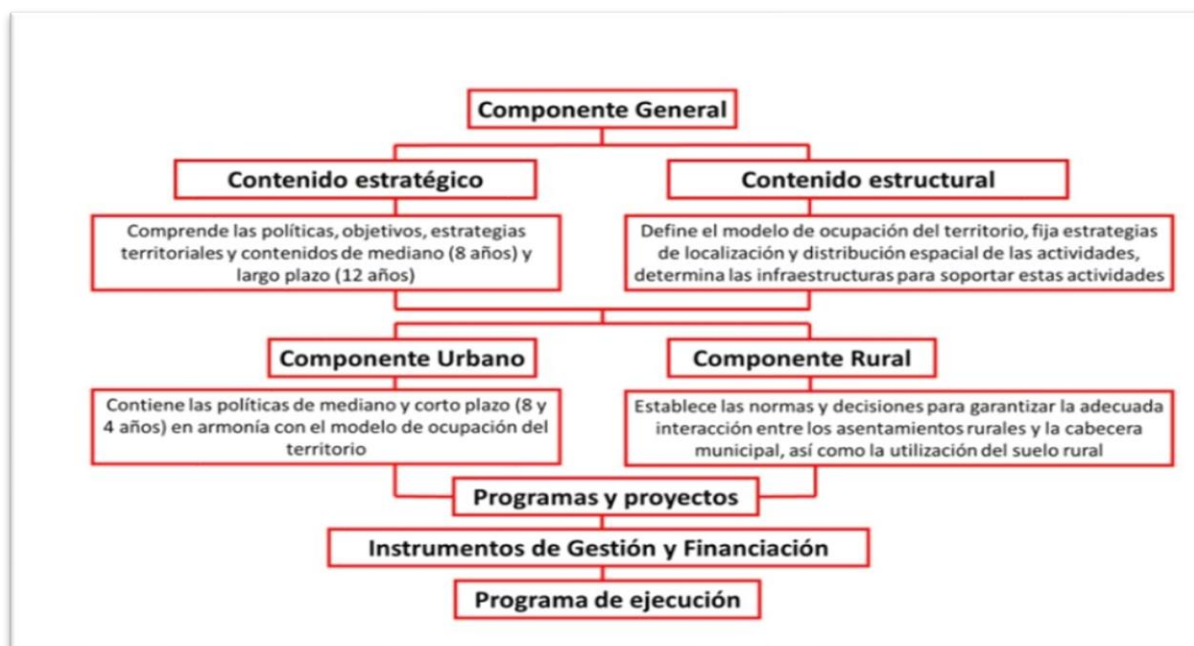 Componente General
Contenido estratégico
Contenido estructural
Comprende las políticas, objetivos, estrategias
territoriales y contenidos de mediano (8 años) y
largo plazo (12 años)
Define el modelo de ocupación del territorio, fija estrategias
de localización y distribución espacial de las actividades,
determina las infraestructuras para soportar estas actividades
Componente Urbano
Componente Rural
Contiene las políticas de mediano y corto plazo (8 y
4 años) en armonía con el modelo de ocupación del
territorio
Establece las normas y decisiones para garantizar la adecuada
interacción entre los asentamientos rurales y la cabecera
municipal, así como la utilización del suelo rural
Programas y proyectos
Instrumentos de Gestión y Financiación
Programa de ejecución